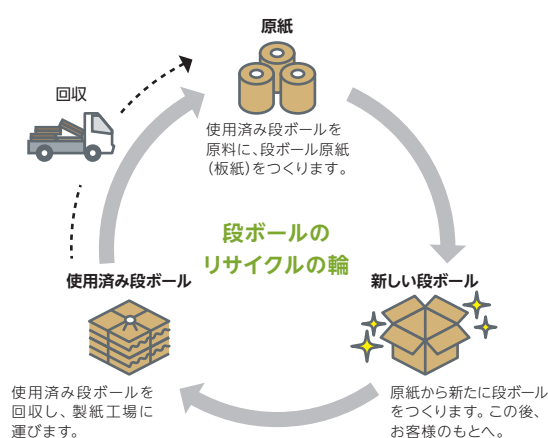 原紙
使用済み段ボールを
原料に、段ボール原紙
(板紙)をつくります。
回収
段ボールの
リサイクルの輪
新しい段ボール
原紙から新たに段ボール
をつくります。この後、
お客様のもとへ。
使用済み段ボール
使用済み段ボールを
回収し、製紙工場に
運びます。